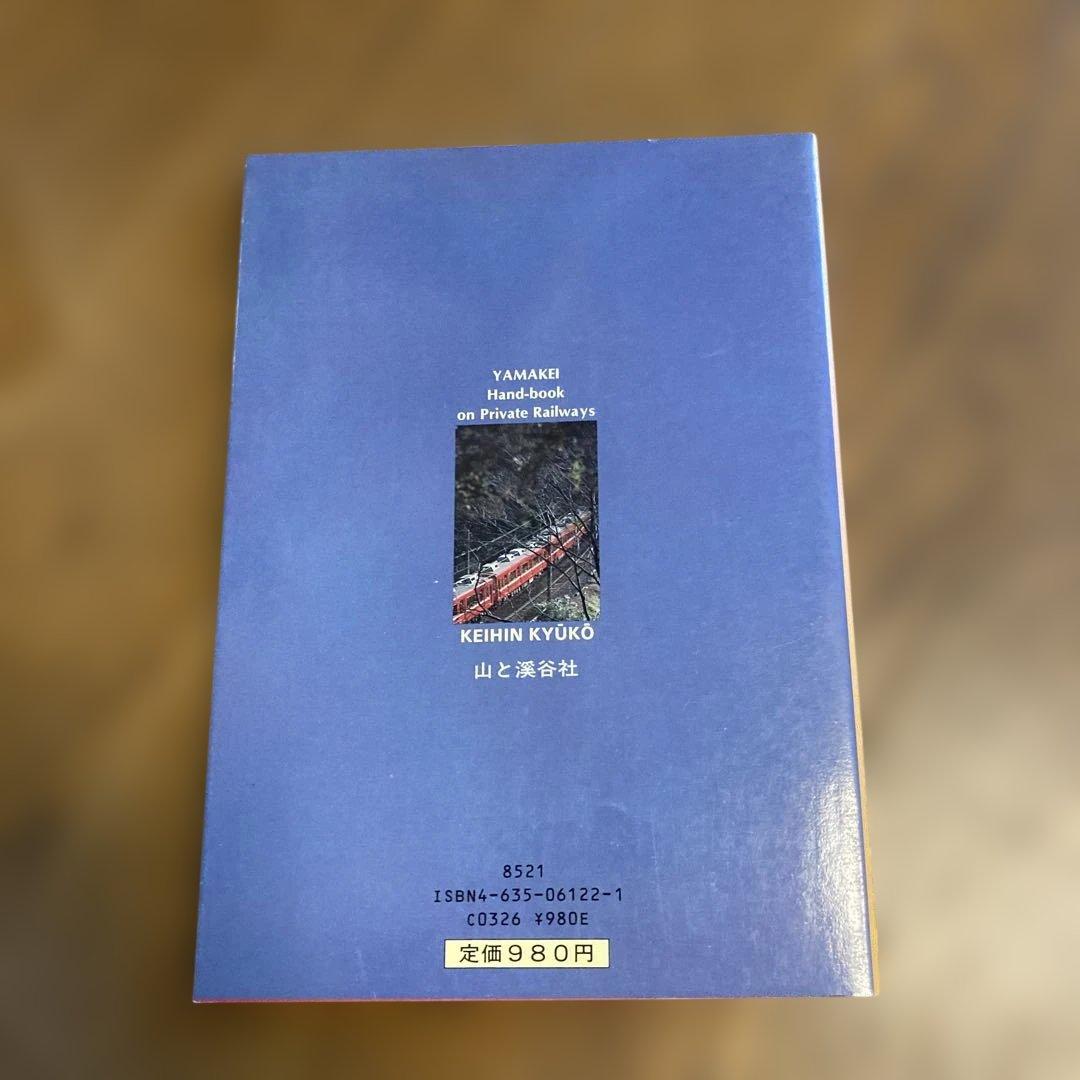 YAMAKEI
Hand-book
on Private Railways
KEIHIN KYŪKŌ
山と溪谷社
8521
ISBN4-635-06122-1
C0326 ¥980E
定価980円